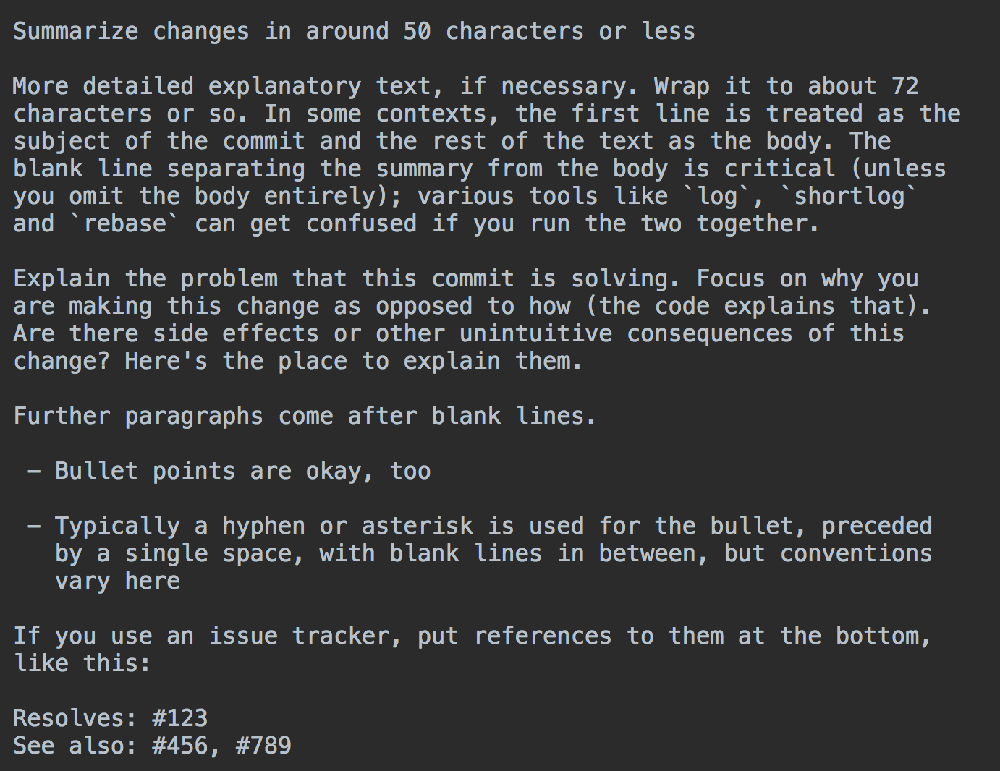 Summarize changes in around 50 characters or less
More detailed explanatory text, if necessary. Wrap it to about 72
characters or so. In some contexts, the first line is treated as the
subject of the commit and the rest of the text as the body. The
blank line separating the summary from the body is critical (unless
you omit the body entirely); various tools like `log`, `shortlog`
and `rebase` can get confused if you run the two together.
Explain the problem that this commit is solving. Focus on why you
are making this change as opposed to how (the code explains that).
Are there side effects or other unintuitive consequences of this
change? Here's the place to explain them.
Further paragraphs come after blank lines.
- Bullet points are okay, too
- Typically a hyphen or asterisk is used for the bullet, preceded
by a single space, with blank lines in between, but conventions
vary here
If you use an issue tracker, put references to them at the bottom,
like this:
Resolves: #123
See also: #456, #789